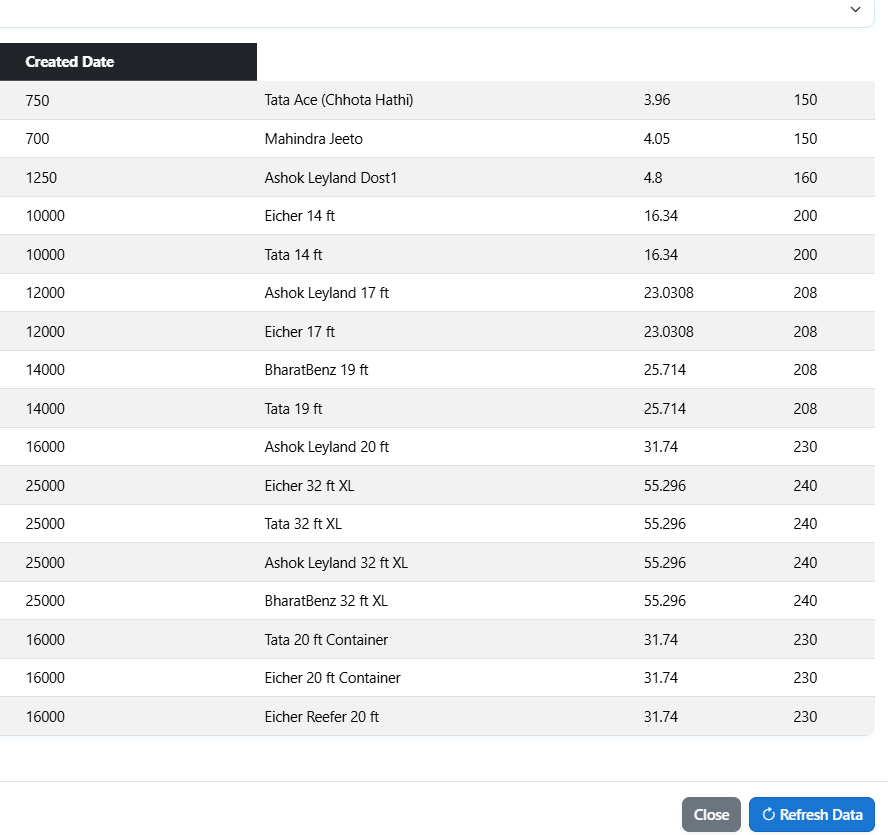 Created Date
750 Tata Ace (Chhota Hathi) 3.96 150
700 Mahindra Jeeto 4.05 150
1250 Ashok Leyland Dost1 4.8 160
10000 Eicher 14 ft 16.34 200
10000 Tata 14 ft 16.34 200
12000 Ashok Leyland 17 ft 23.0308 208
12000 Eicher 17 ft 23.0308 208
14000 BharatBenz 19 ft 25.714 208
14000 Tata 19 ft 25.714 208
16000 Ashok Leyland 20 ft 31.74 230
25000 Eicher 32 ft XL 55.296 240
25000 Tata 32 ft XL 55.296 240
25000 Ashok Leyland 32 ft XL 55.296 240
25000 BharatBenz 32 ft XL 55.296 240
16000 Tata 20 ft Container 31.74 230
16000 Eicher 20 ft Container 31.74 230
16000 Eicher Reefer 20 ft 31.74 230
Close Refresh Data